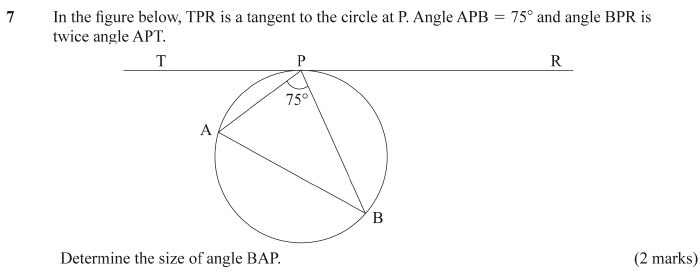 7 In the figure below, TPR is a tangent to the circle at P. Angle APB = 75° and angle BPR is
twice angle APT.
T P R
75°
A
B
Determine the size of angle BAP. (2 marks)